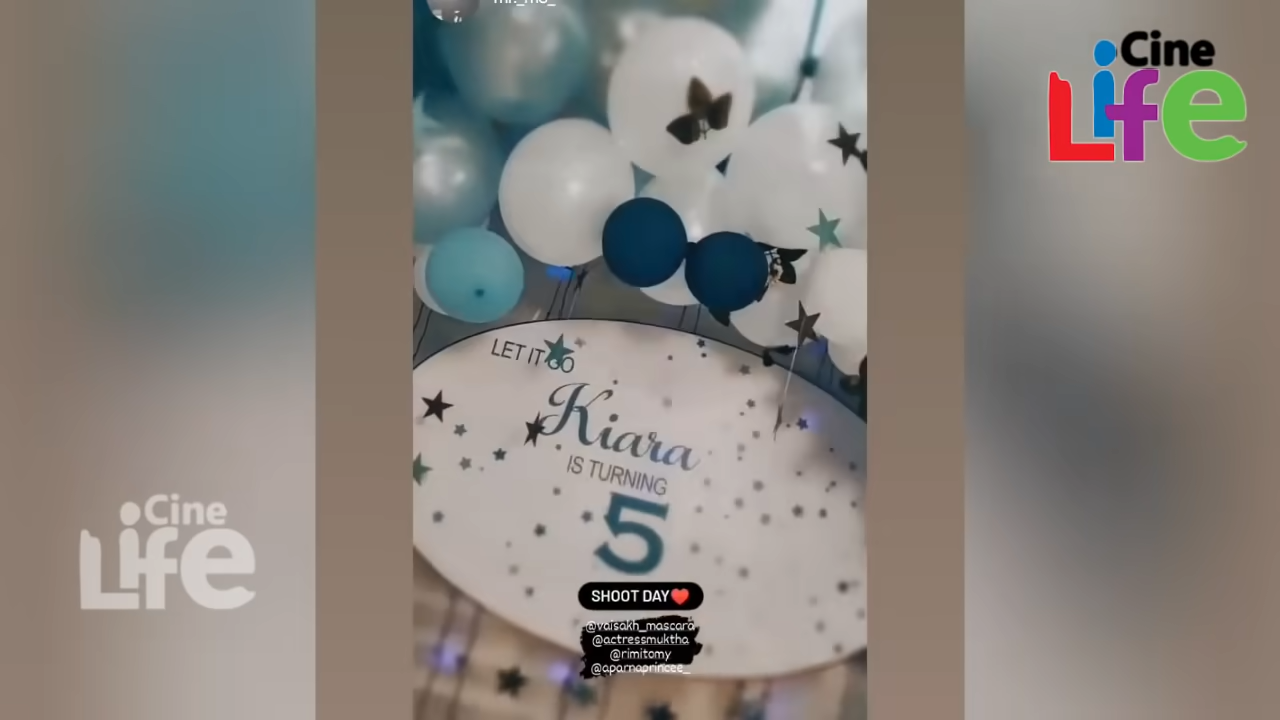 Cine
Life
LET IT GO
Kiara
IS TURNING
5
SHOOT DAY❤️
@vaisakh_mascara
@actressmuktha
@rimitomy
@aparnaprincee_
Cine
Life